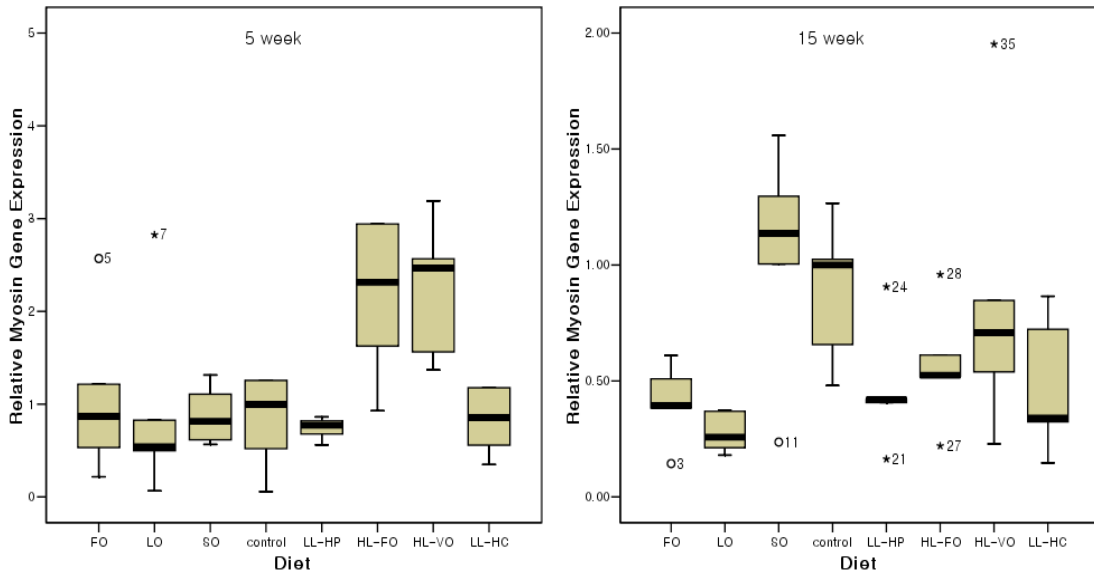 5 week
Relative Myosin Gene Expression
5
4
3
2
1
0
o5
*7
FO LO SO control LL-HP HL-FO HL-VO LL-HC
Diet
15 week
Relative Myosin Gene Expression
2.00
1.50
1.00
0.50
0.00
*35
*24
*28
o3
o11
*21
*27
FO LO SO control LL-HP HL-FO HL-VO LL-HC
Diet